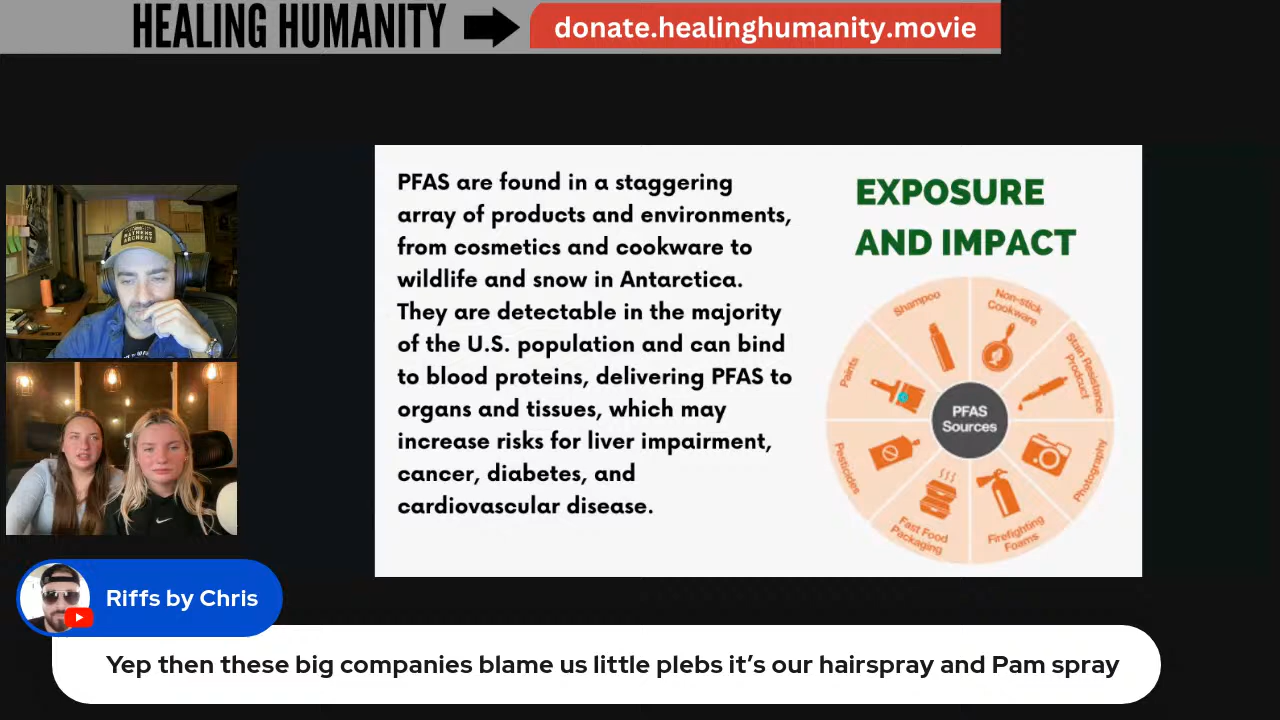 HEALING HUMANITY
donate.healinghumanity.movie
PFAS are found in a staggering
array of products and environments,
from cosmetics and cookware to
wildlife and snow in Antarctica.
They are detectable in the majority
of the U.S. population and can bind
to blood proteins, delivering PFAS to
organs and tissues, which may
increase risks for liver impairment,
cancer, diabetes, and
cardiovascular disease.
EXPOSURE
AND IMPACT
Shampoo
Non-stick
Cookware
Stain Resistance
Product
Photography
Firefighting
Foams
Fast Food
Packaging
Pesticides
Paints
PFAS
Sources
MATHEWS
ARCHERY
Riffs by Chris
Yep then these big companies blame us little plebs it’s our hairspray and Pam spray